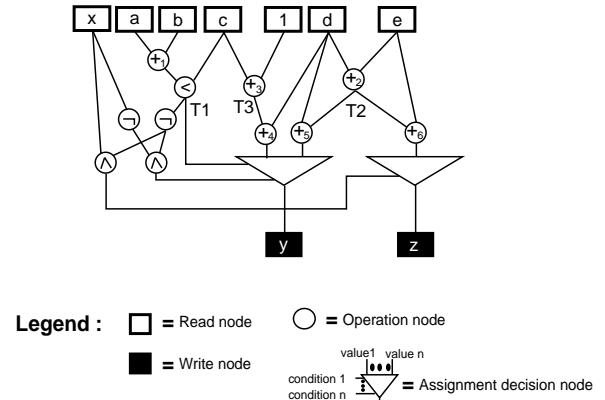 x a b c 1 d e
+1
+2
< +3
T1 T3 T2
¬ ¬
+4 +5 +6
∧ ∧
y z
Legend : = Read node = Operation node
= Write node
value1 value n
condition 1
condition n = Assignment decision node